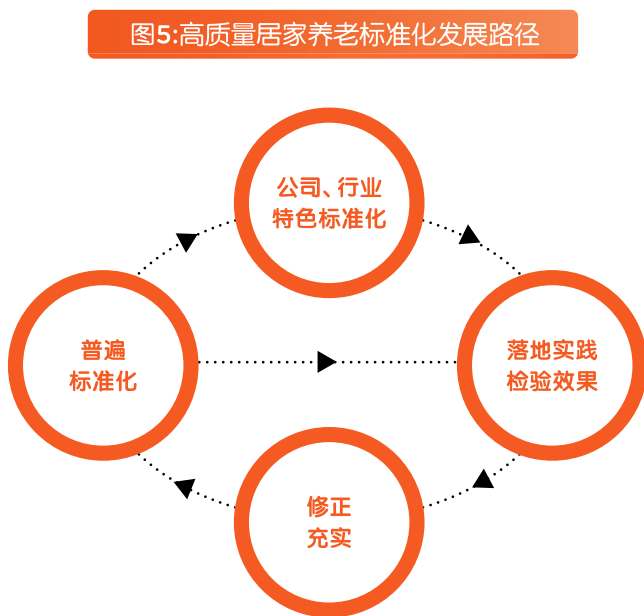 图5:高质量居家养老标准化发展路径
公司、行业
特色标准化
普遍
标准化
落地实践
检验效果
修正
充实